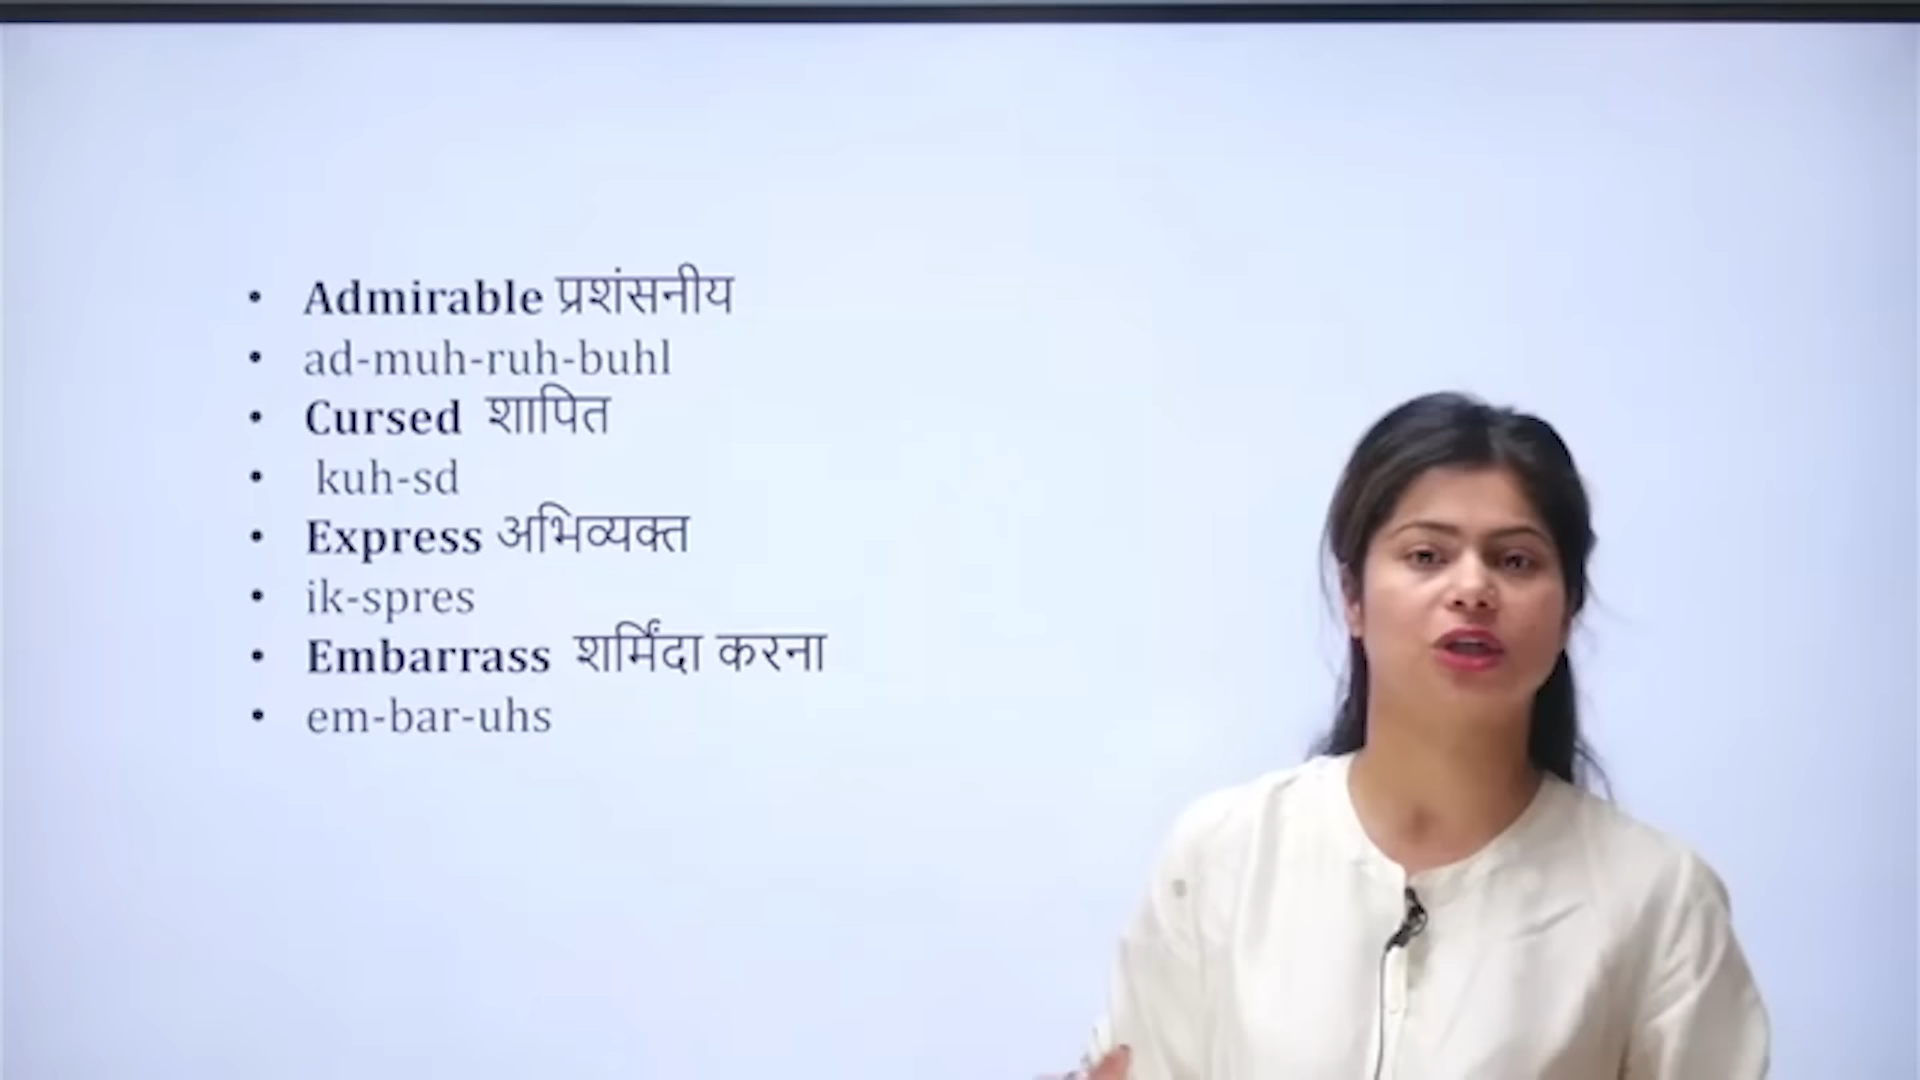 • Admirable प्रशंसनीय
• ad-muh-ruh-buhl
• Cursed शापित
• kuh-sd
• Express अभिव्यक्त
• ik-spres
• Embarrass शर्मिंदा करना
• em-bar-uhs